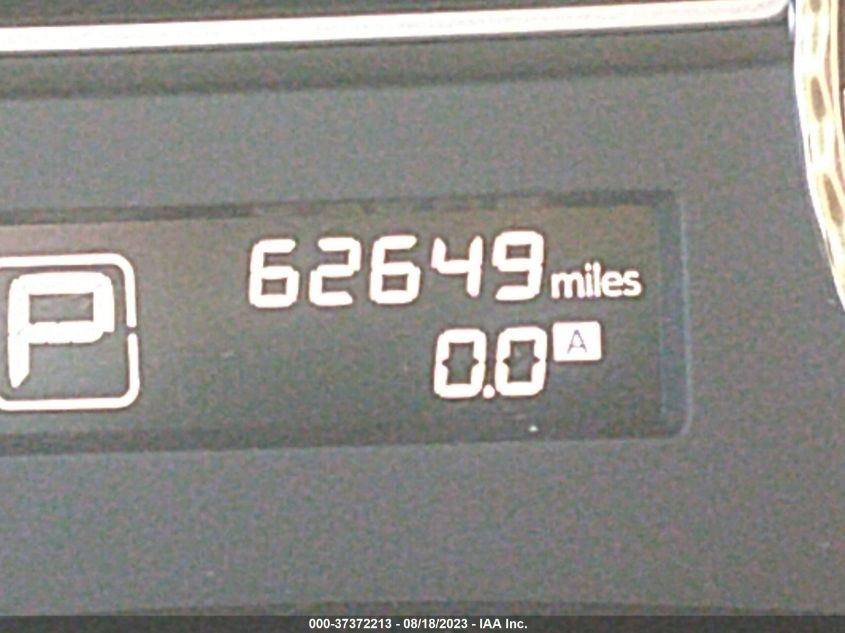 62649 miles
P
0.0 A
000-37372213 - 08/18/2023 - IAA Inc.